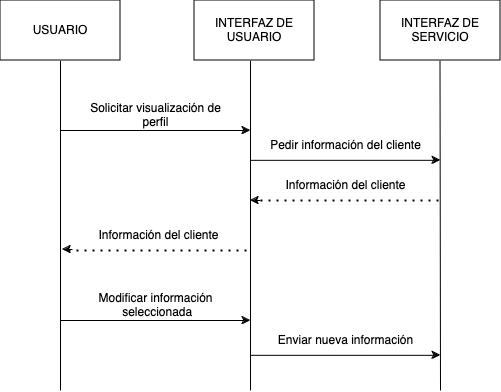 USUARIO
INTERFAZ DE
USUARIO
INTERFAZ DE
SERVICIO
Solicitar visualización de
perfil
Pedir información del cliente
Información del cliente
Información del cliente
Modificar información
seleccionada
Enviar nueva información